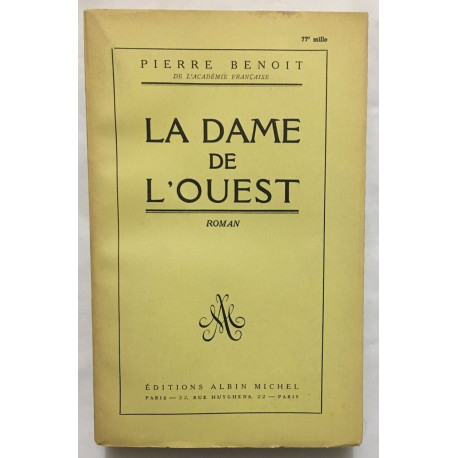 77e mille
PIERRE BENOIT
DE L'ACADÉMIE FRANÇAISE
LA DAME
DE
L'OUEST
ROMAN
AM
ÉDITIONS ALBIN MICHEL
PARIS — 22, RUE HUYGHENS, 22 — PARIS